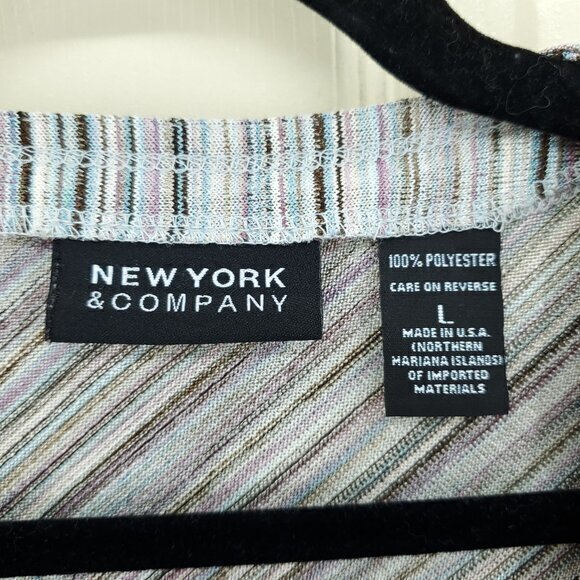 NEW YORK
& COMPANY
100% POLYESTER
CARE ON REVERSE
L
MADE IN U.S.A.
(NORTHERN
MARIANA ISLANDS)
OF IMPORTED
MATERIALS